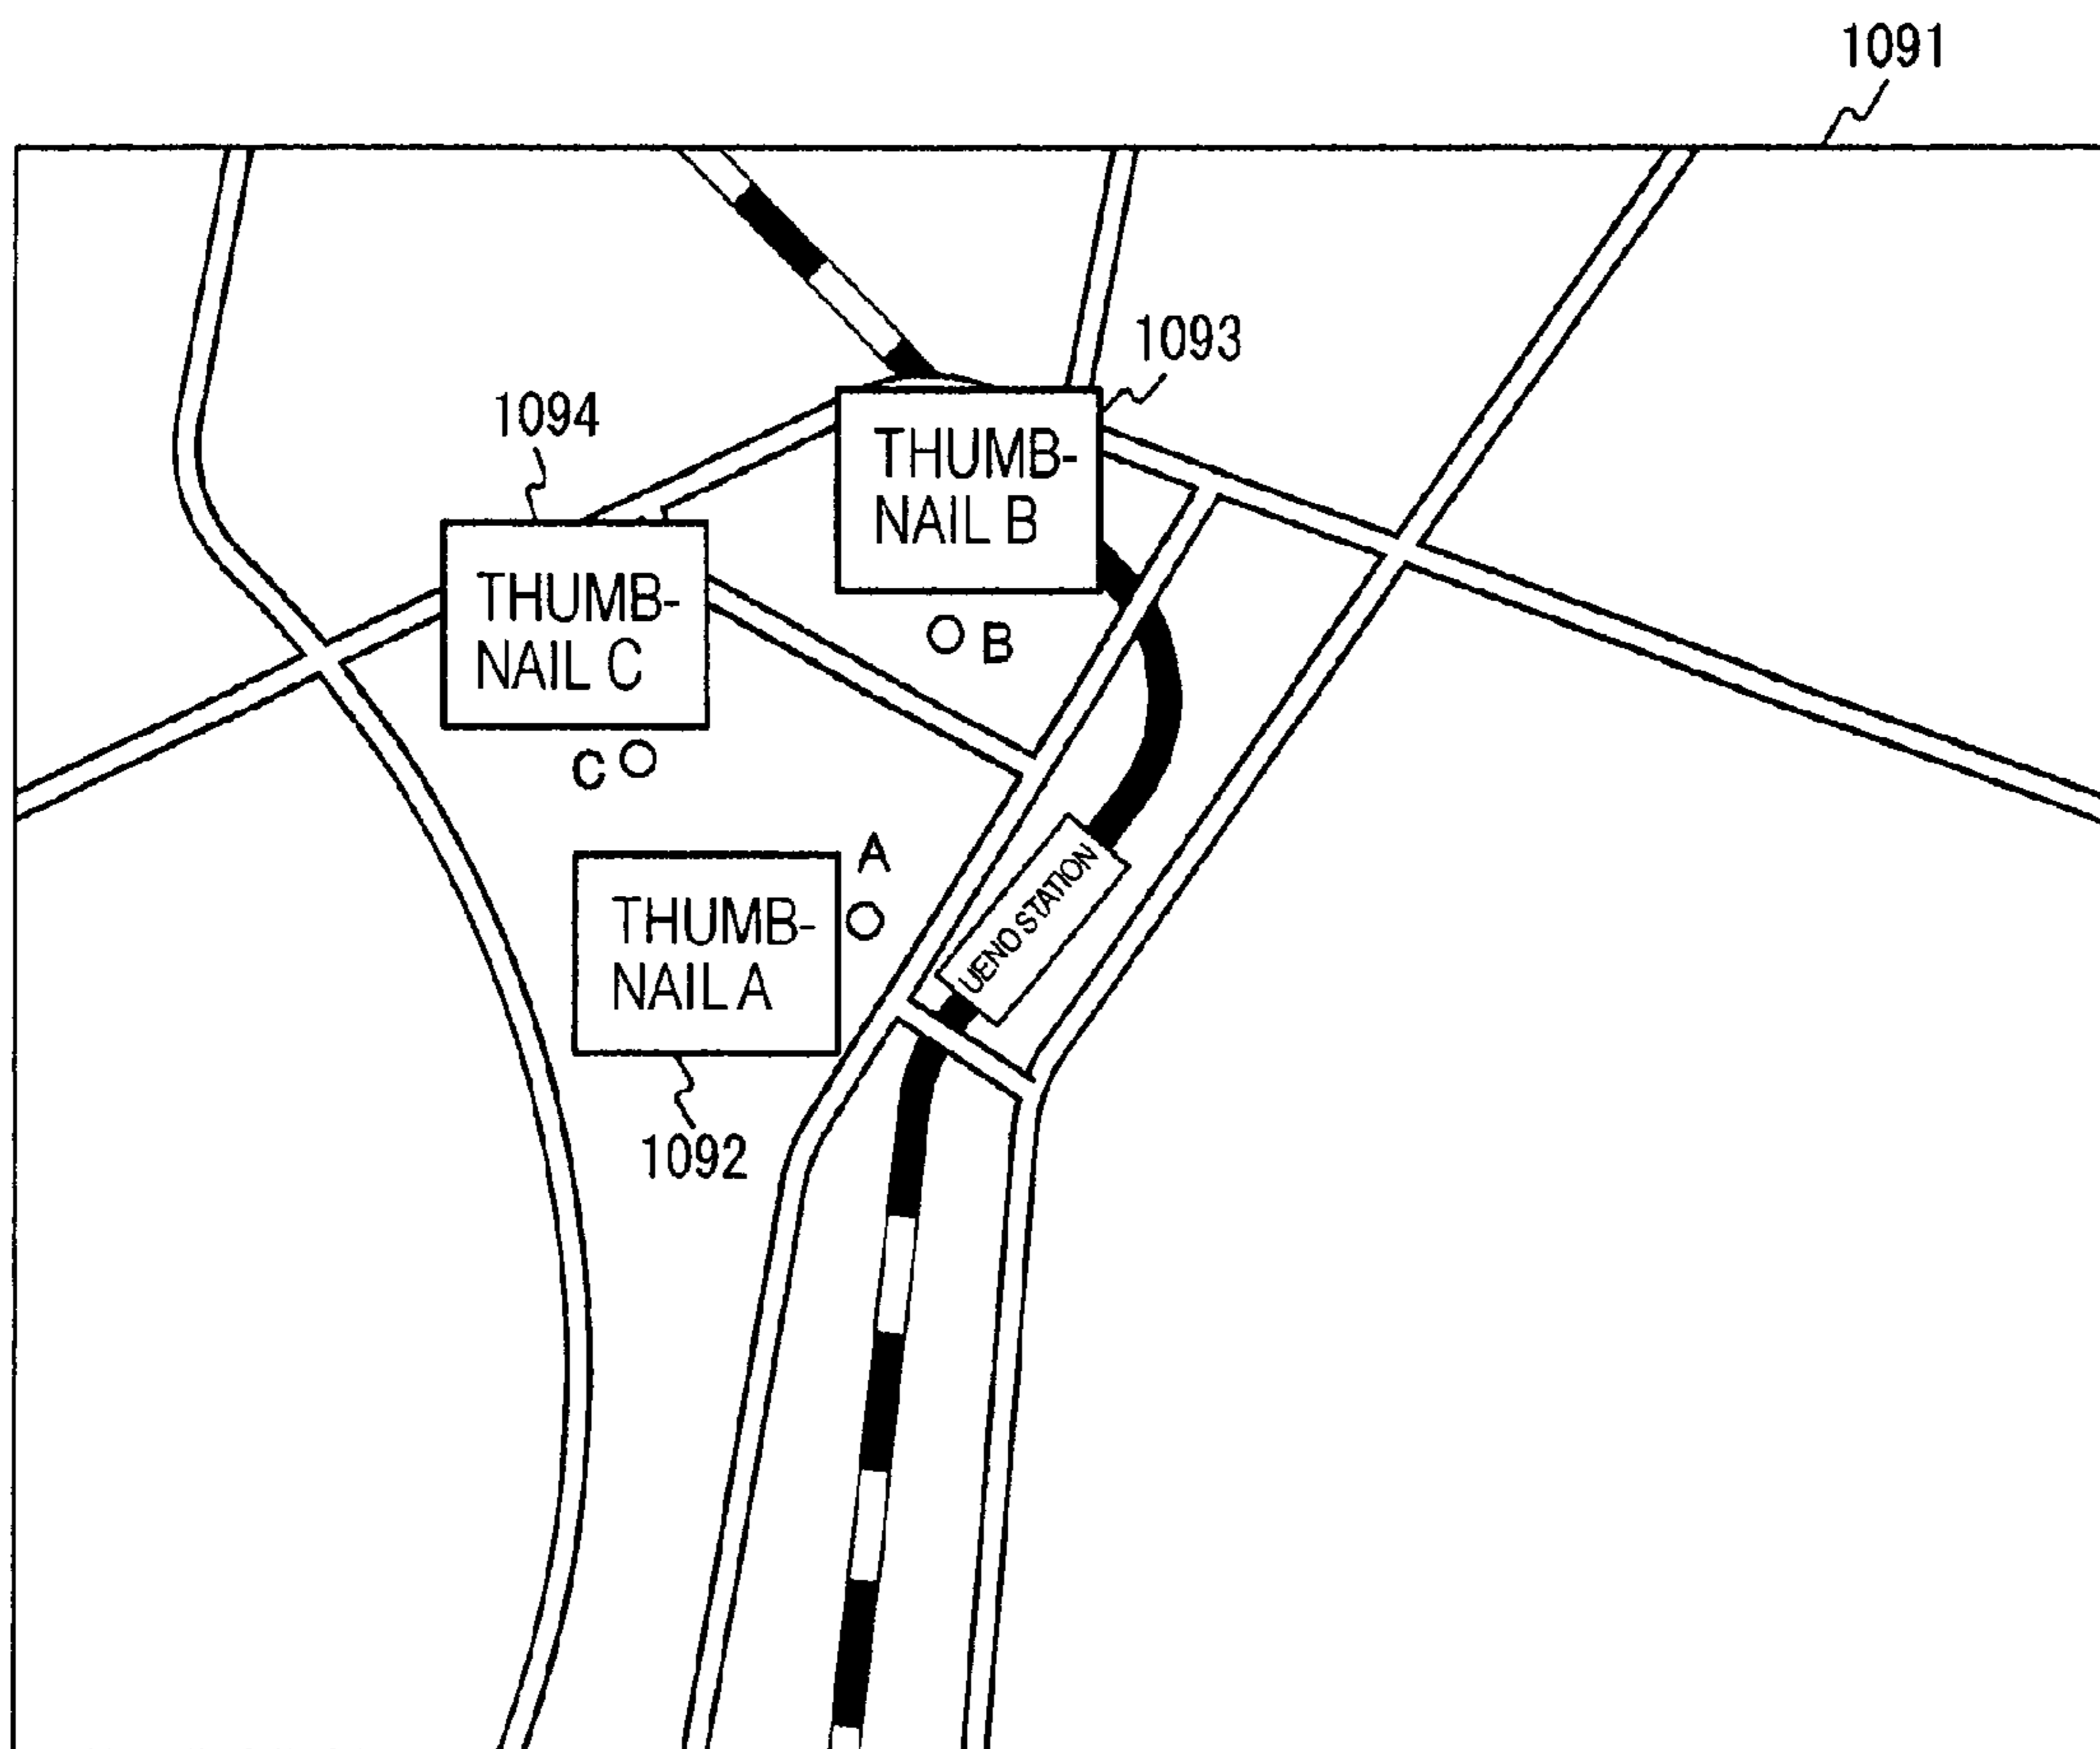 1091
1093
1094
THUMB-
NAIL B
THUMB-
NAIL C
B
C
A
THUMB-
NAIL A
UENO STATION
1092